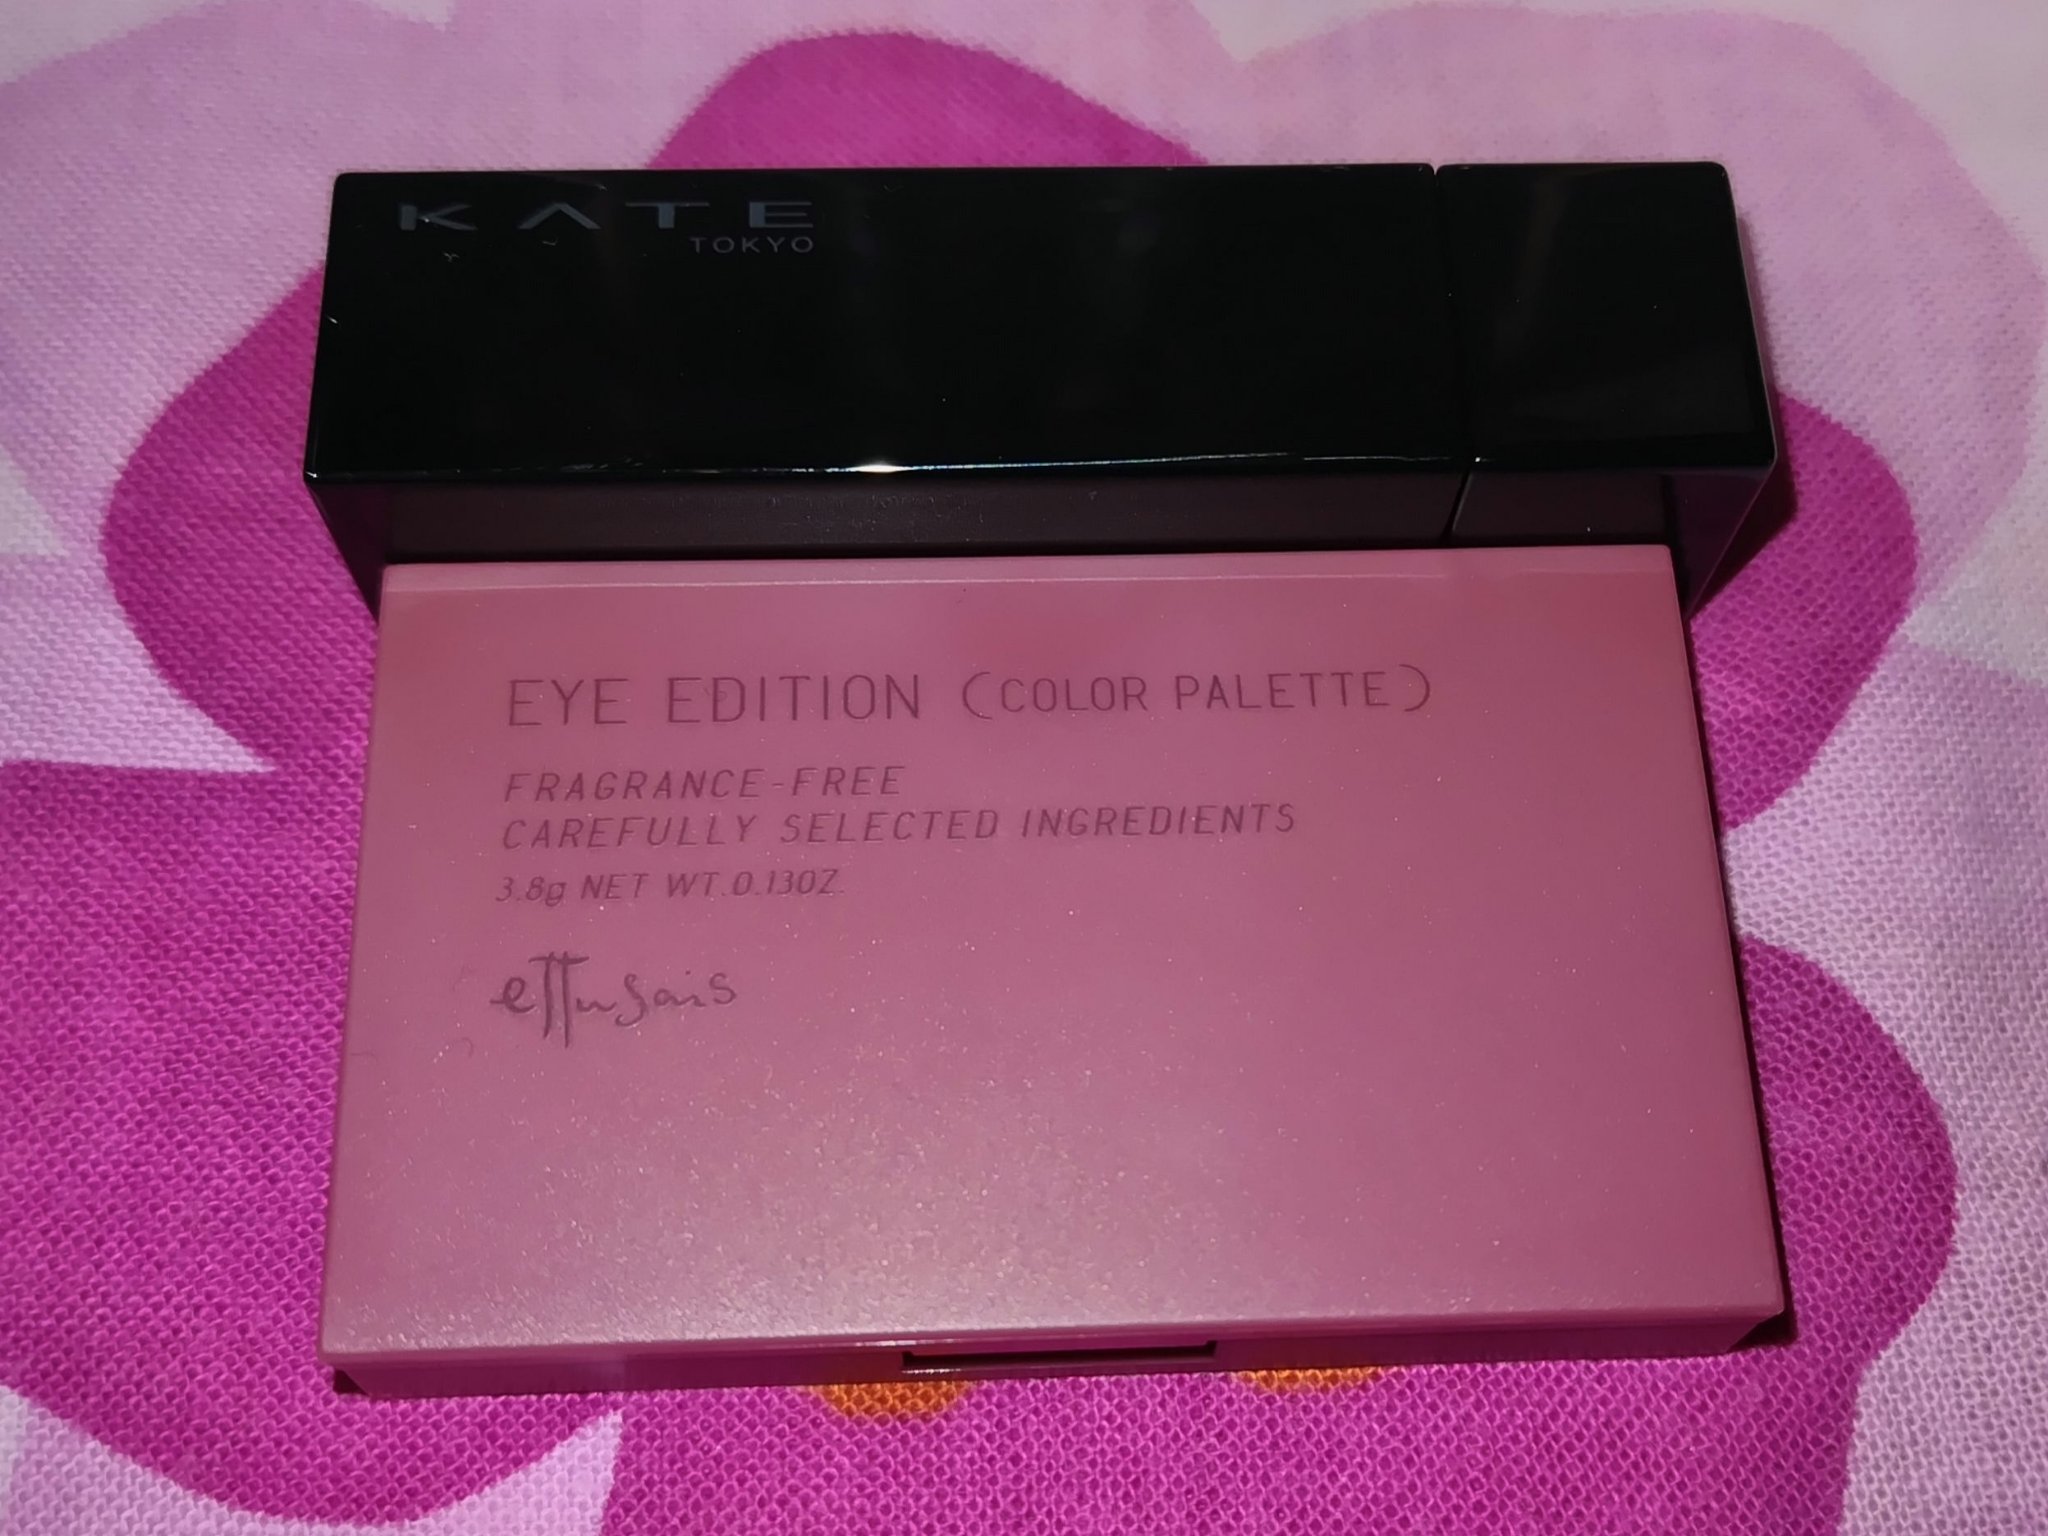 KATE
TOKYO
EYE EDITION (COLOR PALETTE)
FRAGRANCE-FREE
CAREFULLY SELECTED INGREDIENTS
3.8g NET WT.0.13OZ.
ettusais